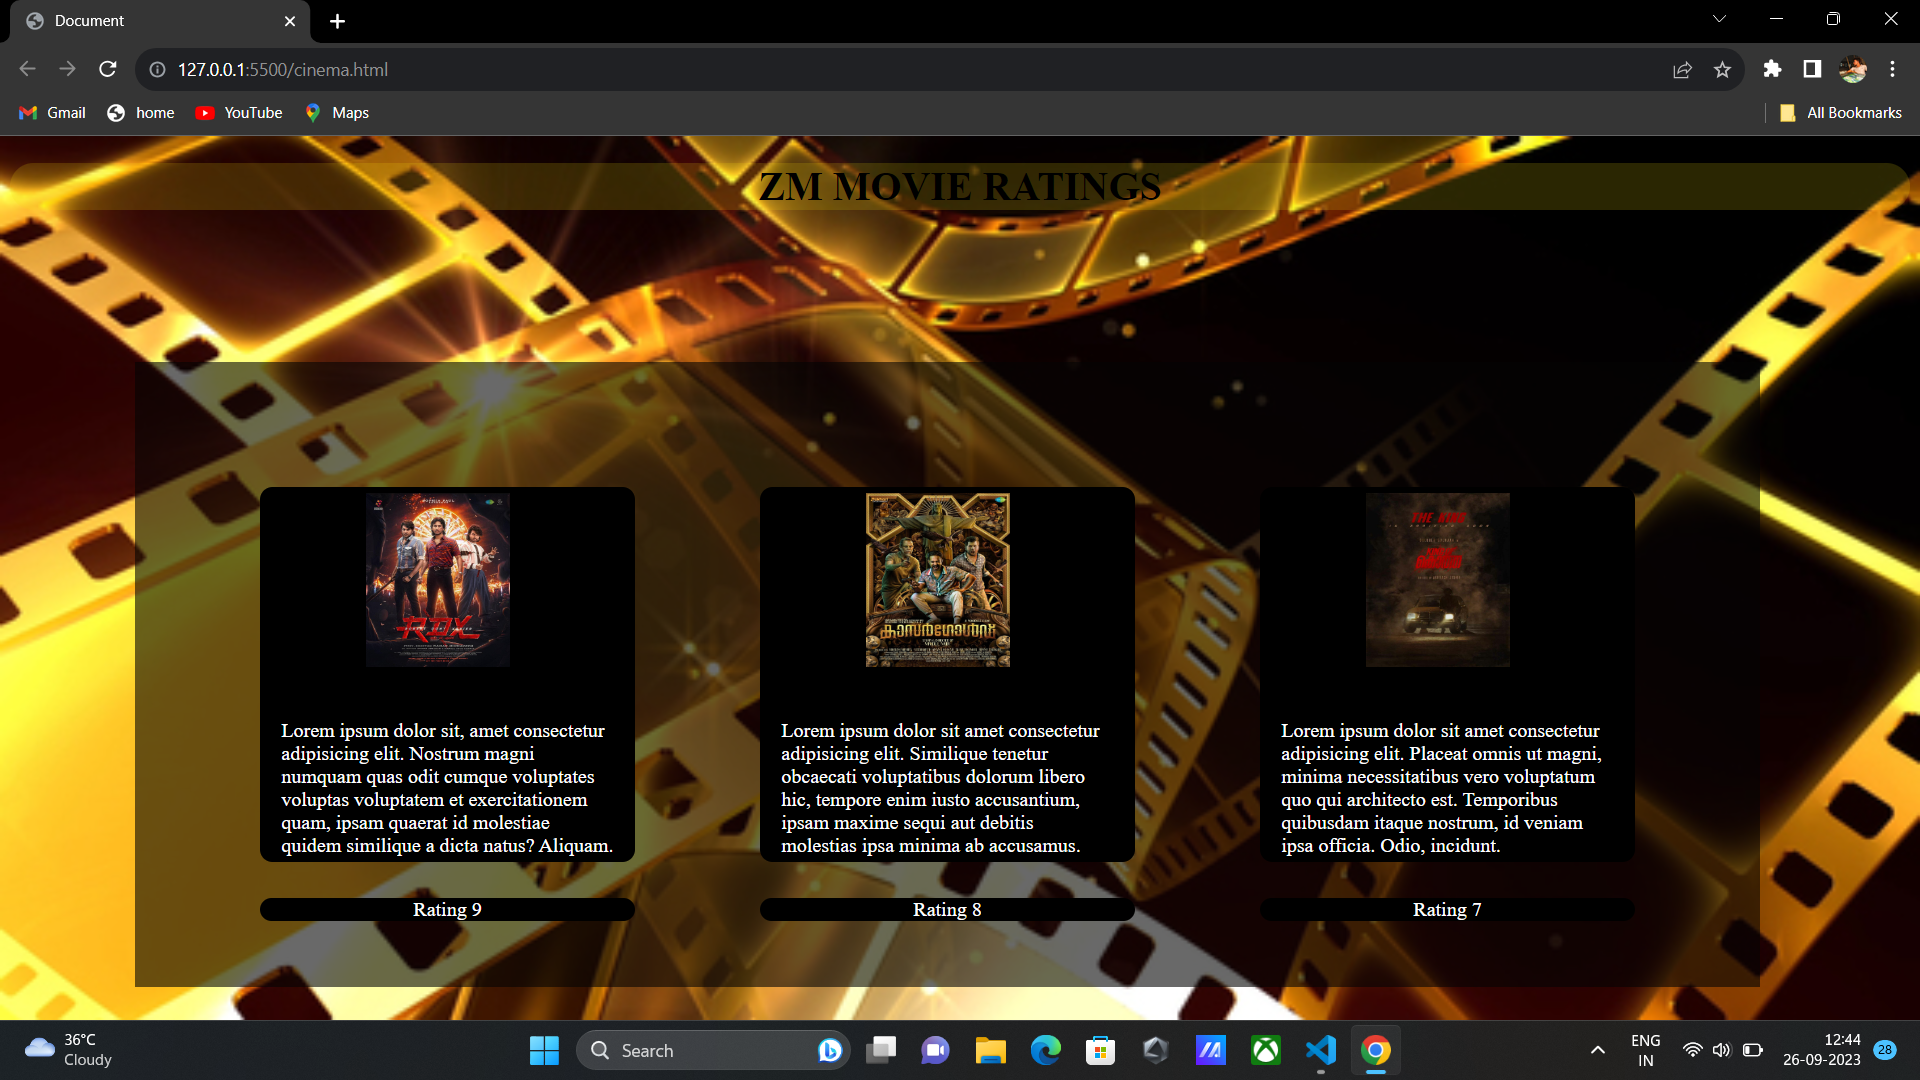 Document
127.0.0.1:5500/cinema.html
Gmail
home
YouTube
Maps
All Bookmarks
ZM MOVIE RATINGS
RDX
കാസർഗോൾഡ്
Lorem ipsum dolor sit, amet consectetur
adipisicing elit. Nostrum magni
numquam quas odit cumque voluptates
voluptas voluptatem et exercitationem
quam, ipsam quaerat id molestiae
quidem similique a dicta natus? Aliquam.
Lorem ipsum dolor sit amet consectetur
adipisicing elit. Similique tenetur
obcaecati voluptatibus dolorum libero
hic, tempore enim iusto accusantium,
ipsam maxime sequi aut debitis
molestias ipsa minima ab accusamus.
Lorem ipsum dolor sit amet consectetur
adipisicing elit. Placeat omnis ut magni,
minima necessitatibus vero voluptatum
quo qui architecto est. Temporibus
quibusdam itaque nostrum, id veniam
ipsa officia. Odio, incidunt.
Rating 9
Rating 8
Rating 7
36°C
Cloudy
Search
ENG
IN
12:44
26-09-2023
28